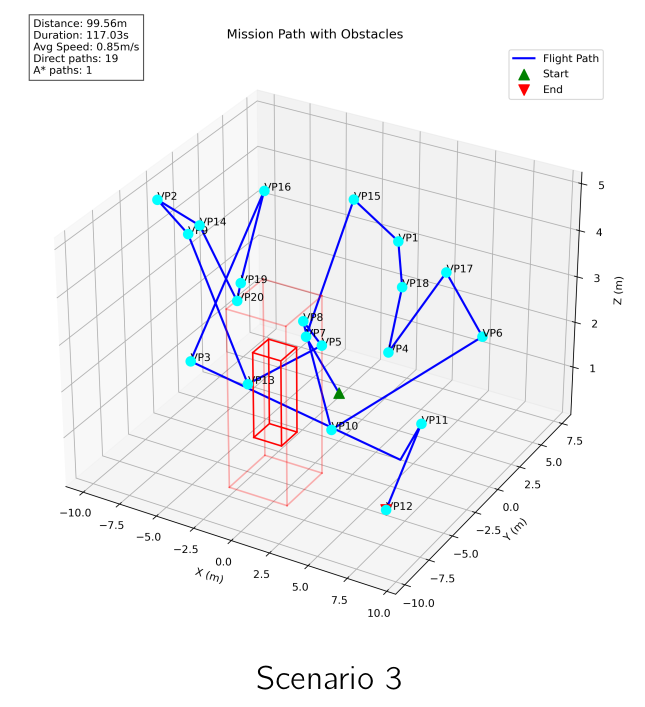 Distance: 99.56m
Duration: 117.03s
Avg Speed: 0.85m/s
Direct paths: 19
A* paths: 1
Mission Path with Obstacles
Flight Path
Start
End
VP2
VP16
VP15
VP14
VP9
VP1
VP17
VP19
VP18
VP20
VP8
VP7
VP6
VP5
VP4
VP3
VP13
VP10
VP11
VP12
5
4
3
2
1
Z (m)
−10.0
−7.5
−5.0
−2.5
0.0
2.5
5.0
7.5
10.0
X (m)
7.5
5.0
2.5
0.0
−2.5
−5.0
−7.5
−10.0
Y (m)
Scenario 3